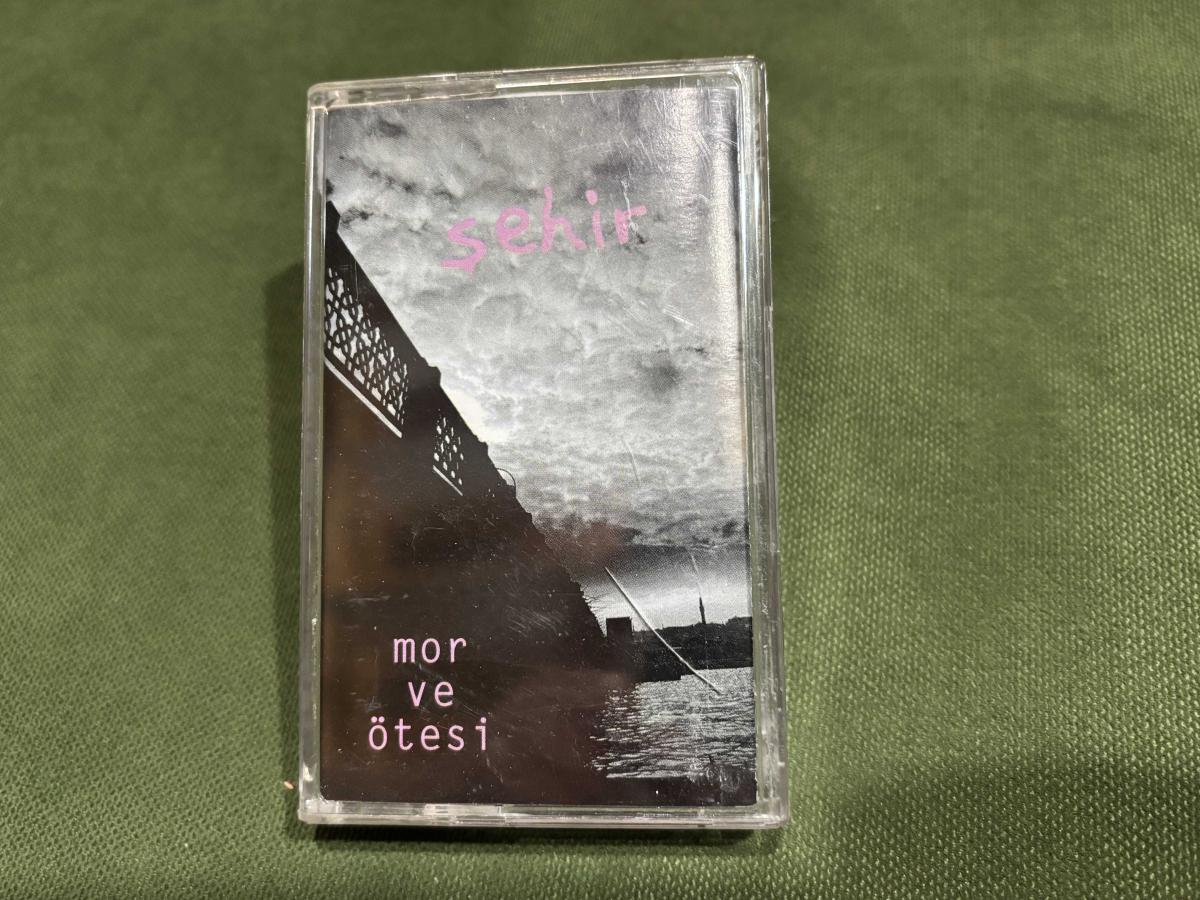 şehir
mor
ve
ötesi